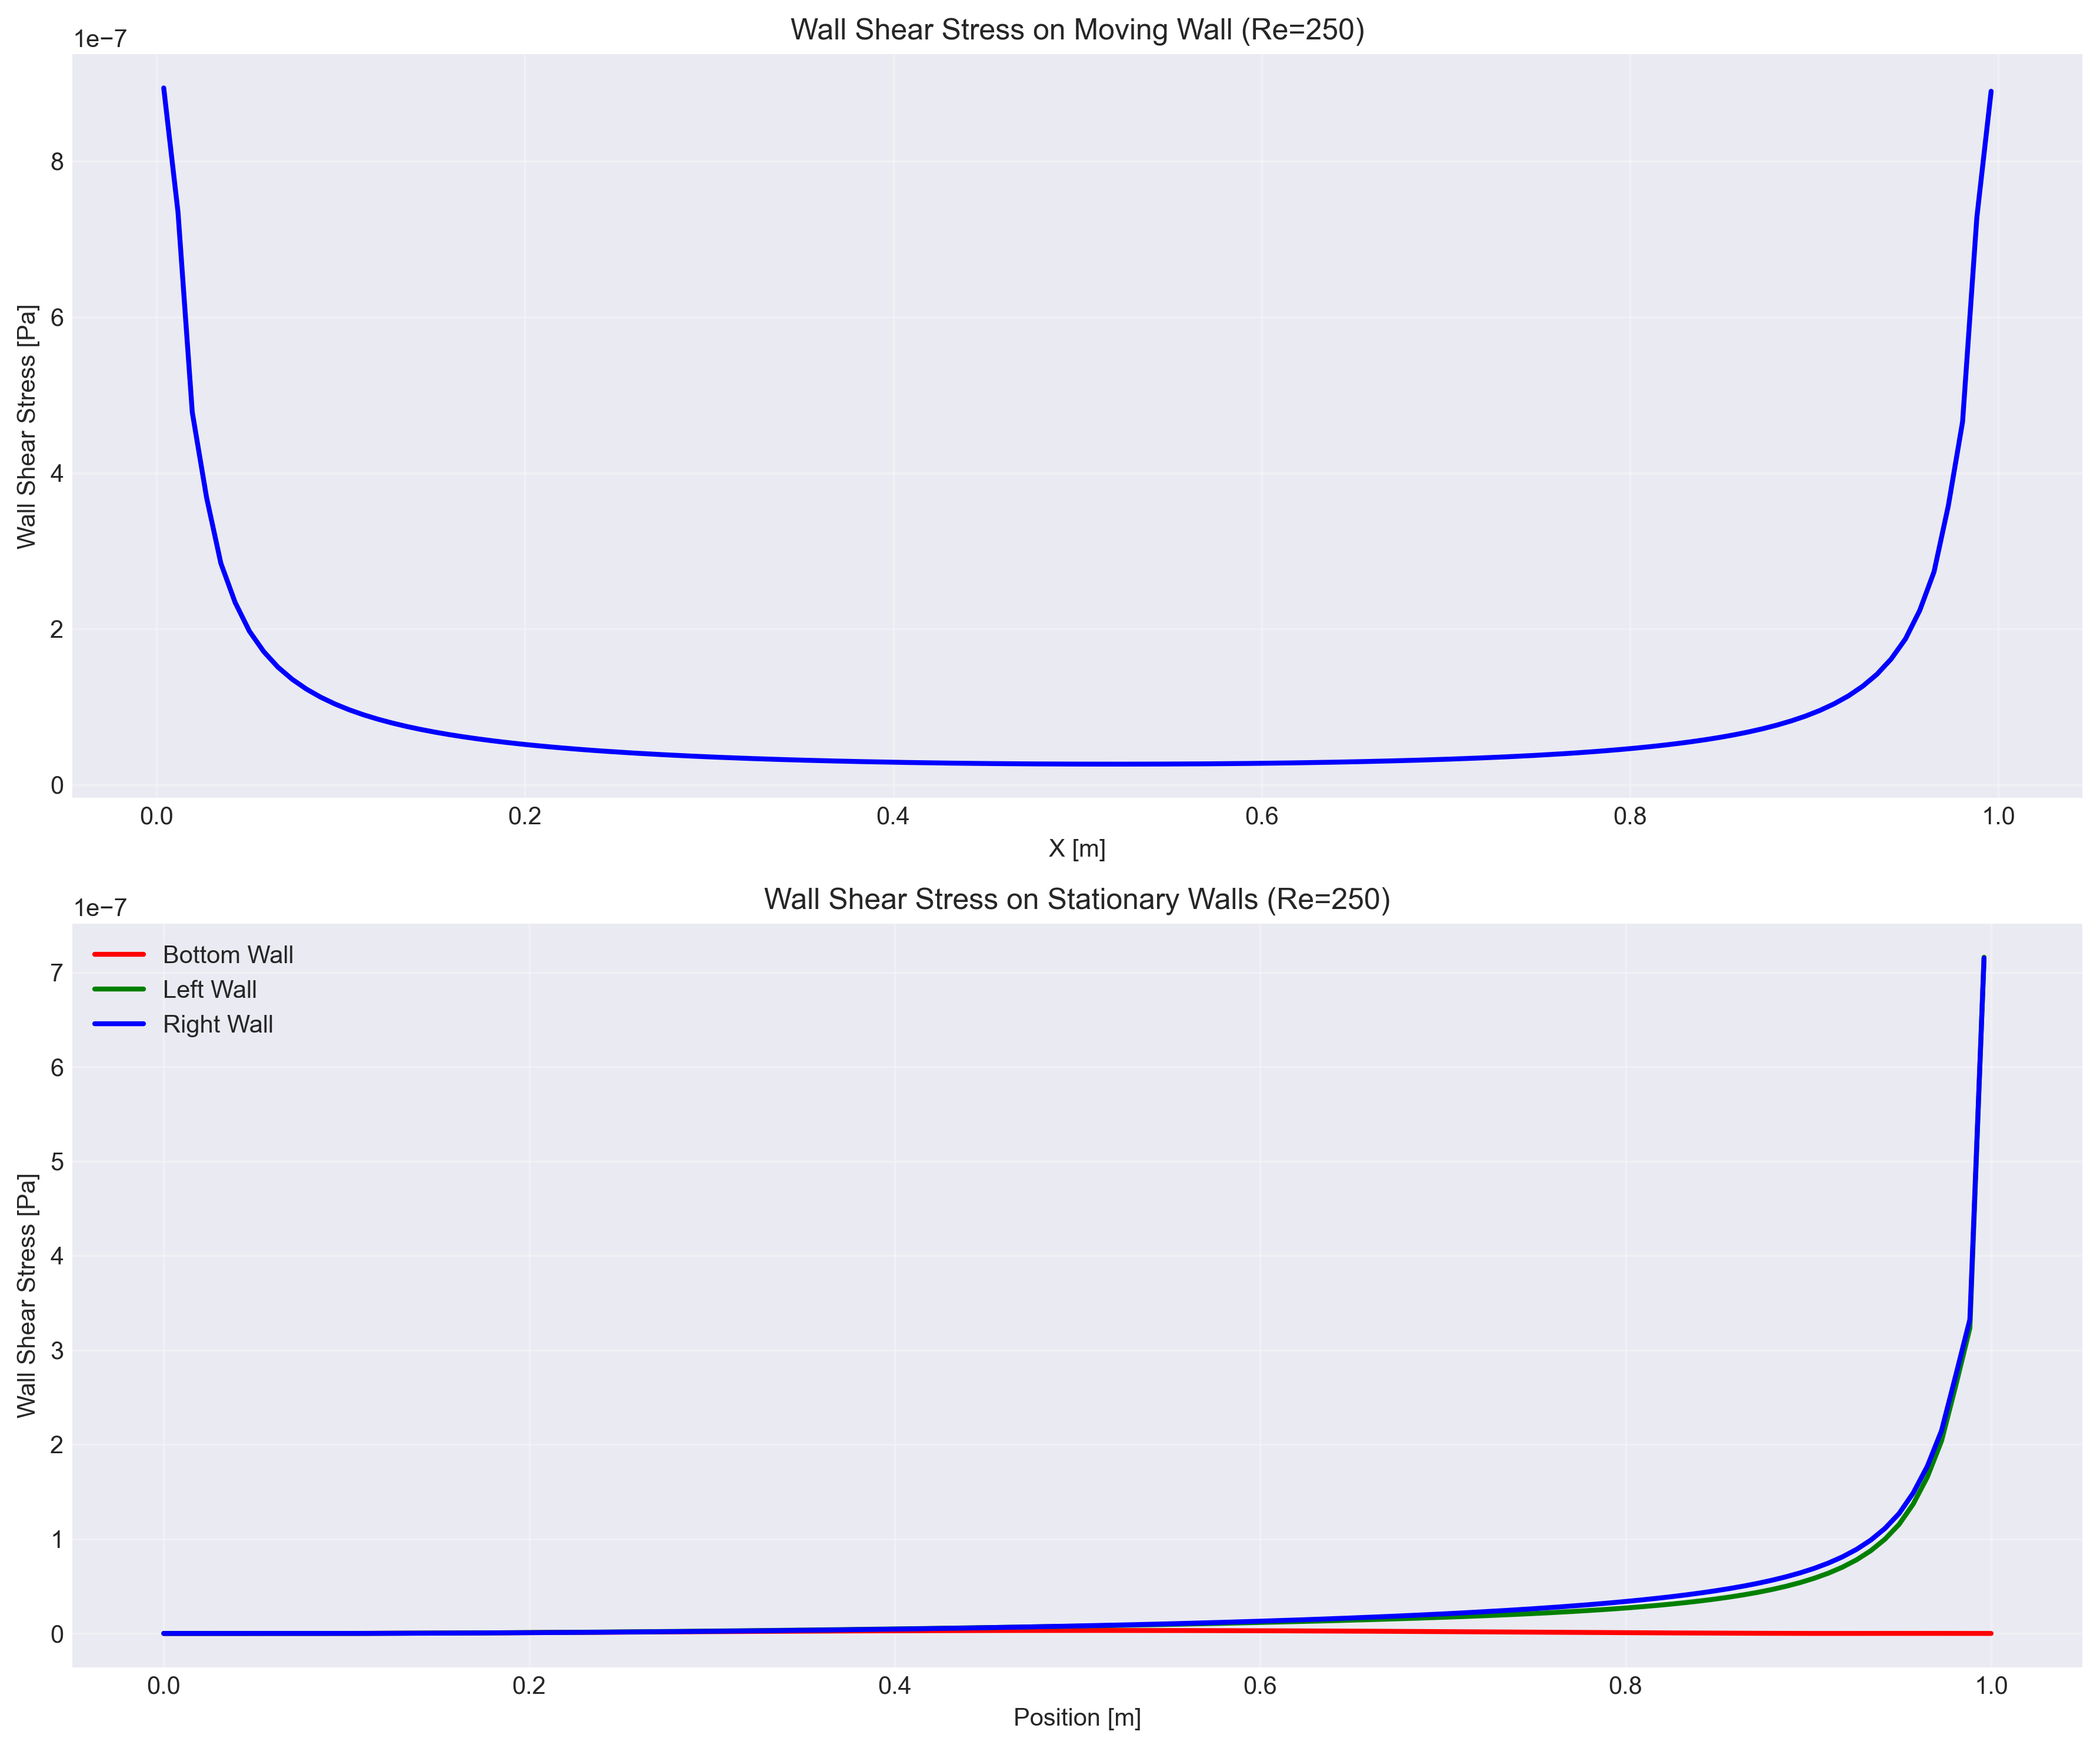 Wall Shear Stress on Moving Wall (Re=250)
1e−7
8
6
4
2
0
Wall Shear Stress [Pa]
0.0 0.2 0.4 0.6 0.8 1.0
X [m]
Wall Shear Stress on Stationary Walls (Re=250)
1e−7
Bottom Wall
Left Wall
Right Wall
7
6
5
4
3
2
1
0
Wall Shear Stress [Pa]
0.0 0.2 0.4 0.6 0.8 1.0
Position [m]